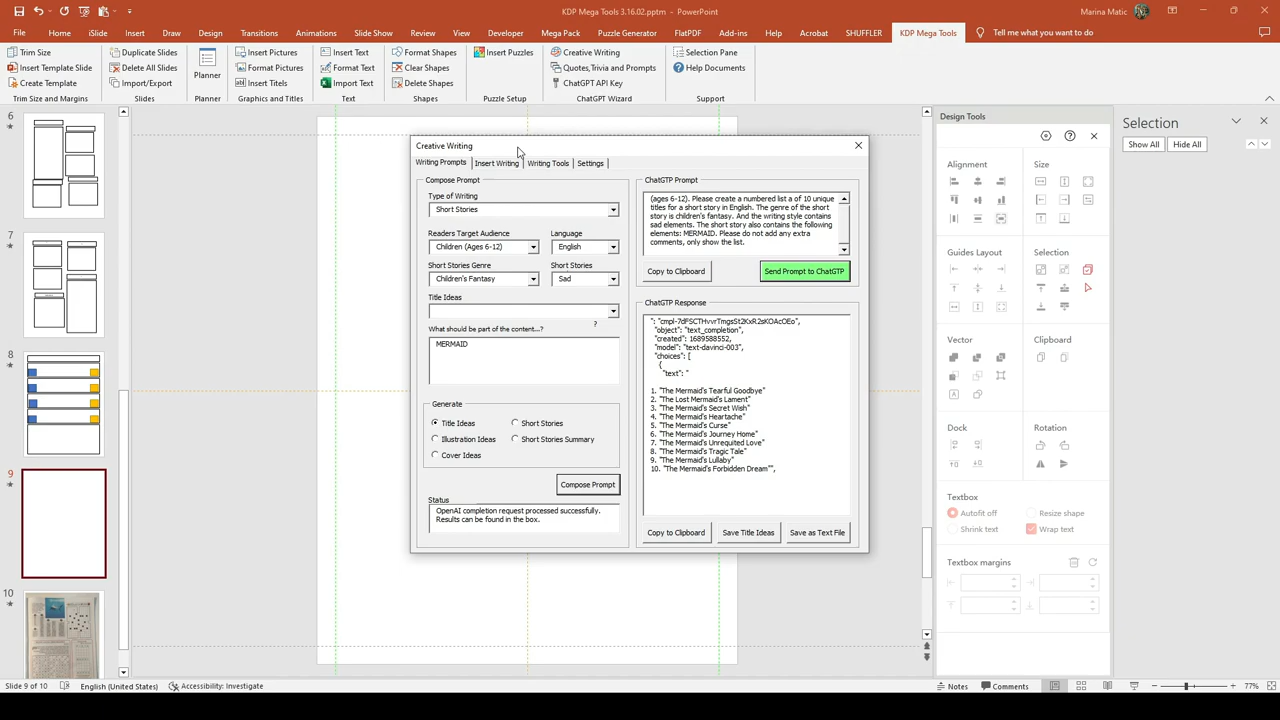 KDP Mega Tools 3.16.02.pptm - PowerPoint
Marina Matic
File Home iSlide Insert Draw Design Transitions Animations Slide Show Review View Developer Mega Pack Puzzle Generator FlatPDF Add-ins Help Acrobat SHUFFLER KDP Mega Tools Tell me what you want to do
Trim Size
Insert Template Slide
Create Template
Trim Size and Margins
Duplicate Slides
Delete All Slides
Import/Export
Slides
Planner
Planner
Insert Pictures
Format Pictures
Insert Titels
Graphics and Titles
Insert Text
Format Text
Import Text
Text
Format Shapes
Clear Shapes
Delete Shapes
Shapes
Insert Puzzles
Puzzle Setup
Creative Writing
Quotes,Trivia and Prompts
ChatGPT API Key
ChatGPT Wizard
Selection Pane
Help Documents
Support
6
7
8
9
10
Creative Writing
Writing Prompts Insert Writing Writing Tools Settings
Compose Prompt
Type of Writing
Short Stories
Readers Target Audience Language
Children (Ages 6-12) English
Short Stories Genre Short Stories
Children's Fantasy Sad
Title Ideas
?
What should be part of the content...?
MERMAID
Generate
Title Ideas Short Stories
Illustration Ideas Short Stories Summary
Cover Ideas
Compose Prompt
Status
OpenAI completion request processed successfully.
Results can be found in the box.
ChatGTP Prompt
(ages 6-12). Please create a numbered list a of 10 unique
titles for a short story in English. The genre of the short
story is children's fantasy. And the writing style contains
sad elements. The short story also contains the following
elements: MERMAID. Please do not add any extra
comments, only show the list.
Copy to Clipboard Send Prompt to ChatGTP
ChatGTP Response
"object": "text_completion",
"created": 1689588552,
"model": "text-davinci-003",
"choices": [
{
"text": "
1. "The Mermaid's Tearful Goodbye"
2. "The Lost Mermaid's Lament"
3. "The Mermaid's Secret Wish"
4. "The Mermaid's Heartache"
5. "The Mermaid's Curse"
6. "The Mermaid's Journey Home"
7. "The Mermaid's Unrequited Love"
8. "The Mermaid's Tragic Tale"
9. "The Mermaid's Lullaby"
10. "The Mermaid's Forbidden Dream"",
Copy to Clipboard Save Title Ideas Save as Text File
Design Tools
Alignment Size
Guides Layout Selection
Vector Clipboard
Dock Rotation
Textbox
Autofit off Resize shape
Shrink text Wrap text
Textbox margins
Selection
Show All Hide All
Slide 9 of 10 English (United States) Accessibility: Investigate
Notes Comments 77%